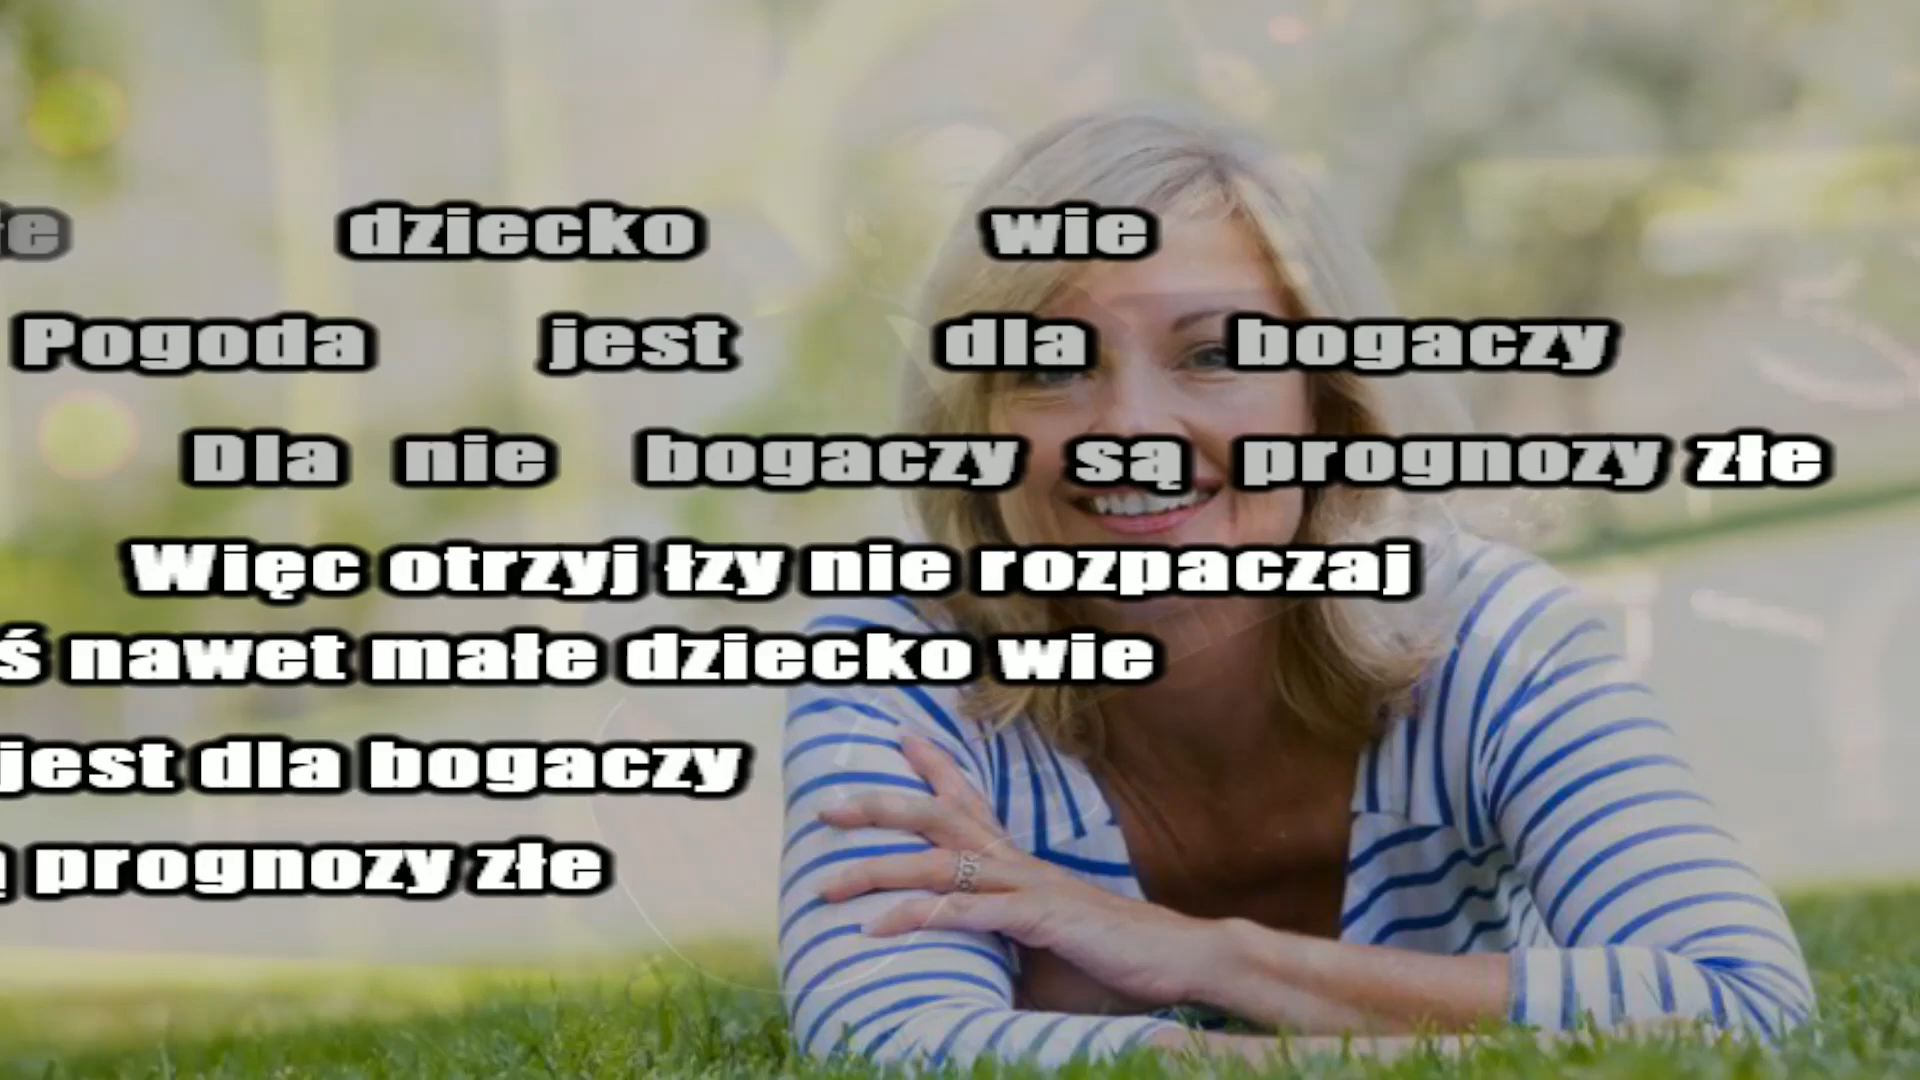 dziecko wie
Pogoda jest dla bogaczy
Dla nie bogaczy są prognozy złe
Więc otrzyj łzy nie rozpaczaj
nawet małe dziecko wie
jest dla bogaczy
prognozy złe